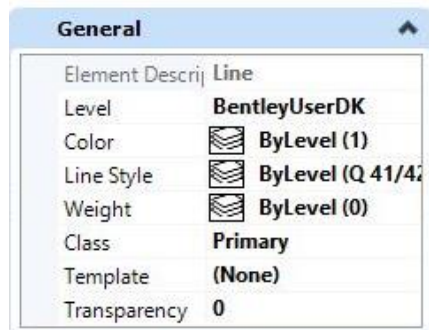 General
Element Descri Line
Level BentleyUserDK
Color ByLevel (1)
Line Style ByLevel (Q 41/42
Weight ByLevel (0)
Class Primary
Template (None)
Transparency 0